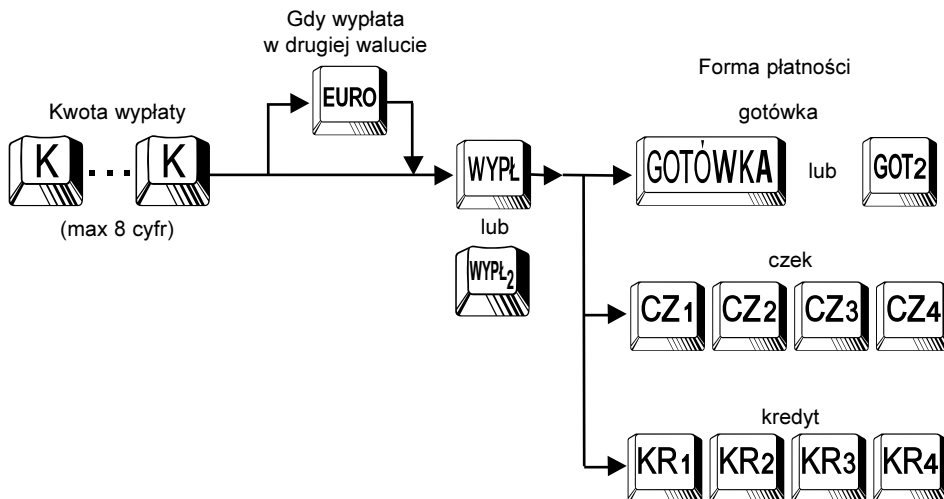 Gdy wypłata
w drugiej walucie
EURO
Kwota wypłaty
K ... K
(max 8 cyfr)
WYPŁ
lub
WYPŁ2
Forma płatności
gotówka
GOTÓWKA lub GOT2
czek
CZ1 CZ2 CZ3 CZ4
kredyt
KR1 KR2 KR3 KR4